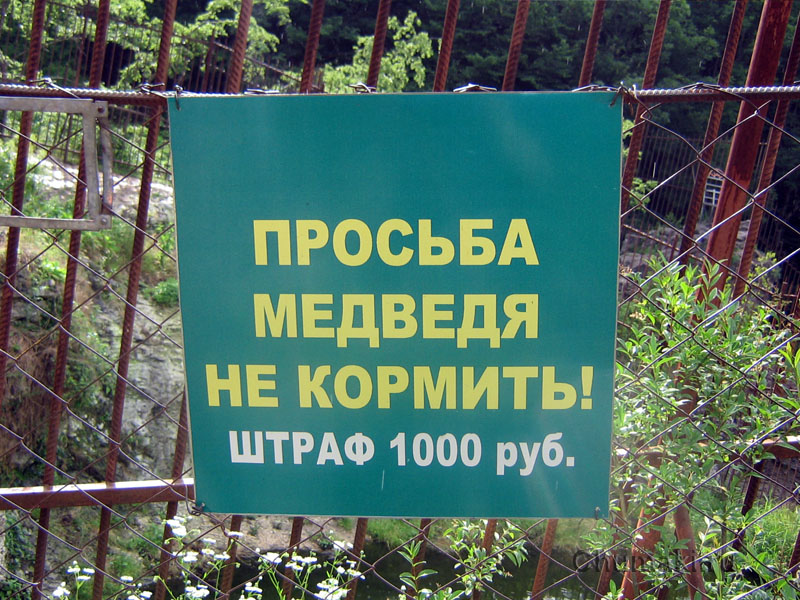 ПРОСЬБА
МЕДВЕДЯ
НЕ КОРМИТЬ!
ШТРАФ 1000 руб.